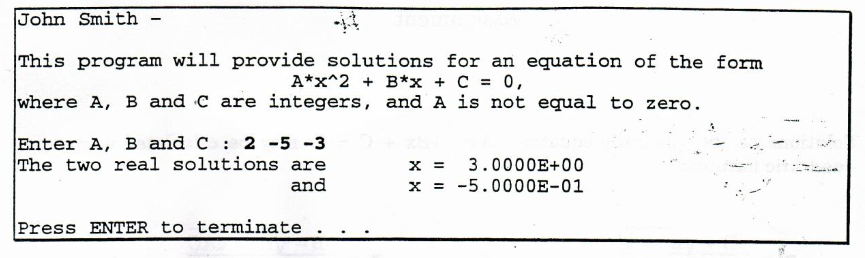 John Smith -
This program will provide solutions for an equation of the form
A*x^2 + B*x + C = 0,
where A, B and C are integers, and A is not equal to zero.
Enter A, B and C : 2 -5 -3
The two real solutions are x = 3.0000E+00
and x = -5.0000E-01
Press ENTER to terminate . . .